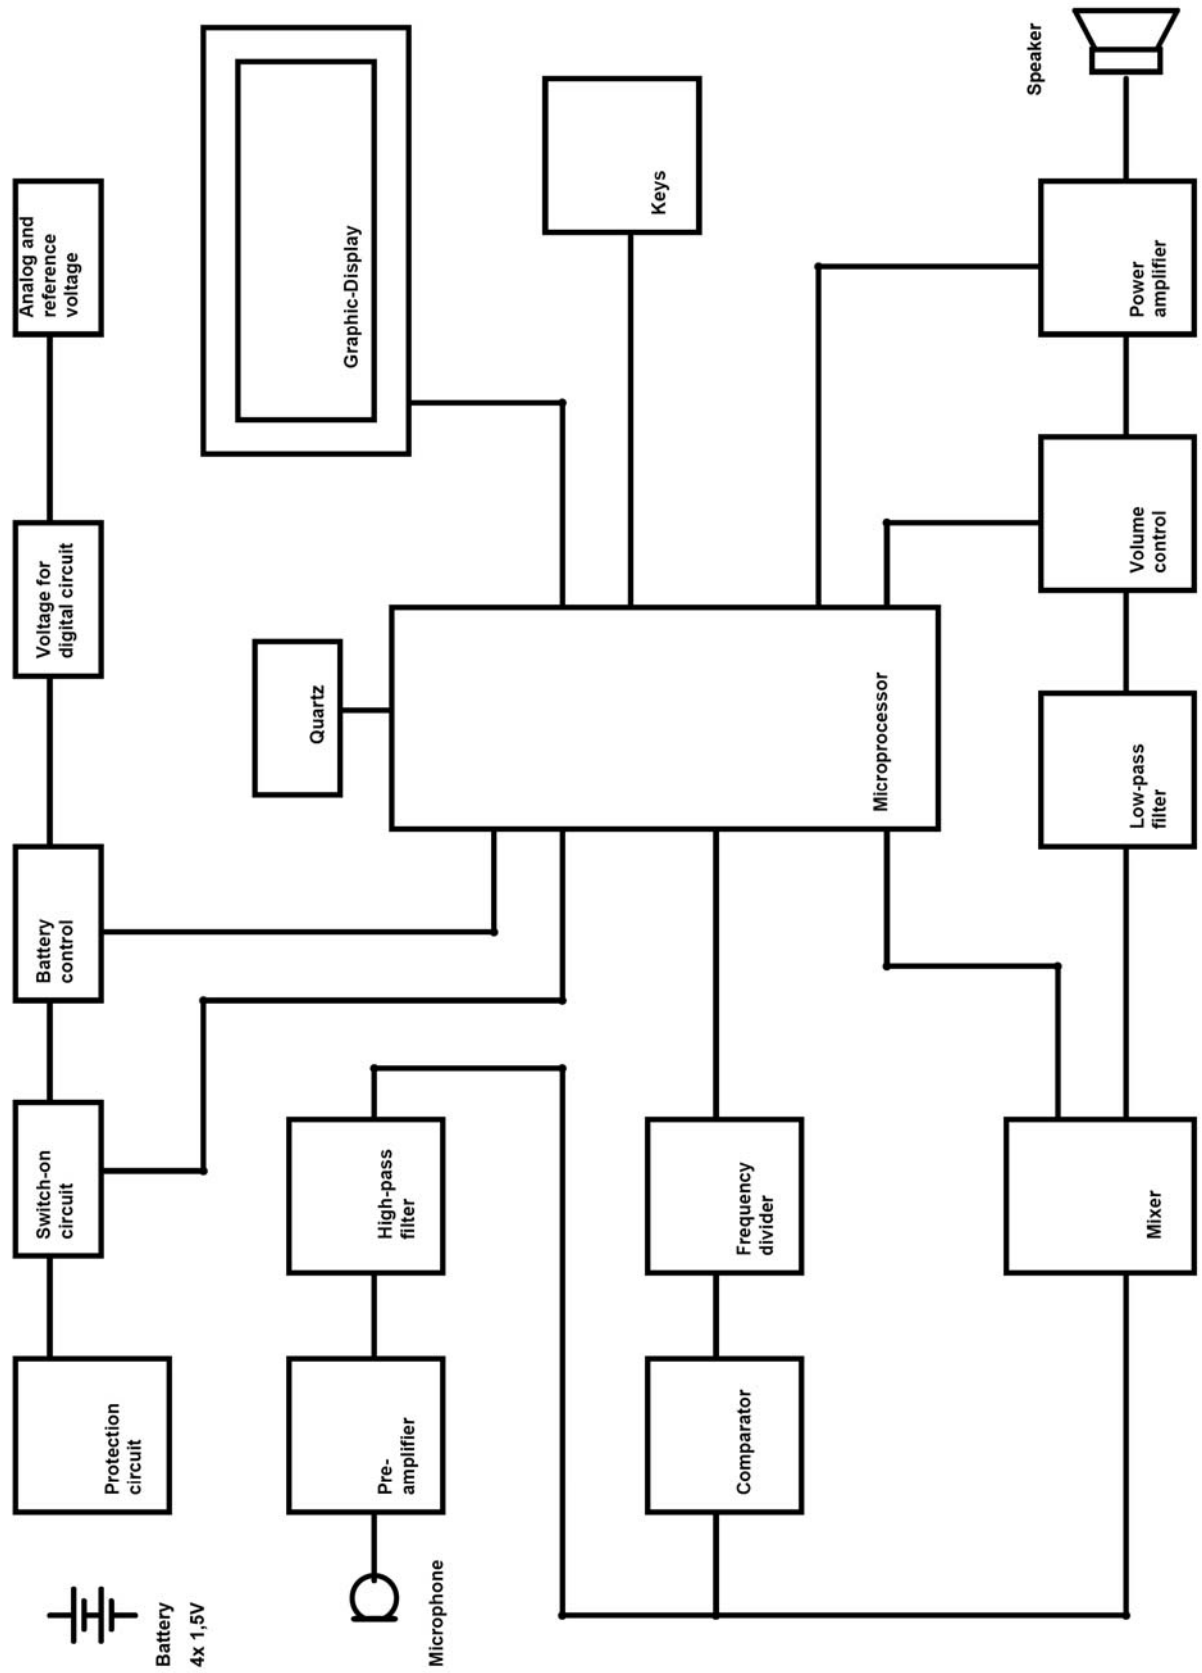 Battery
4x 1,5V
Protection
circuit
Switch-on
circuit
Battery
control
Voltage for
digital circuit
Analog and
reference
voltage
Microphone
Pre-
amplifier
High-pass
filter
Quartz
Graphic-Display
Comparator
Frequency
divider
Microprocessor
Keys
Mixer
Low-pass
filter
Volume
control
Power
amplifier
Speaker